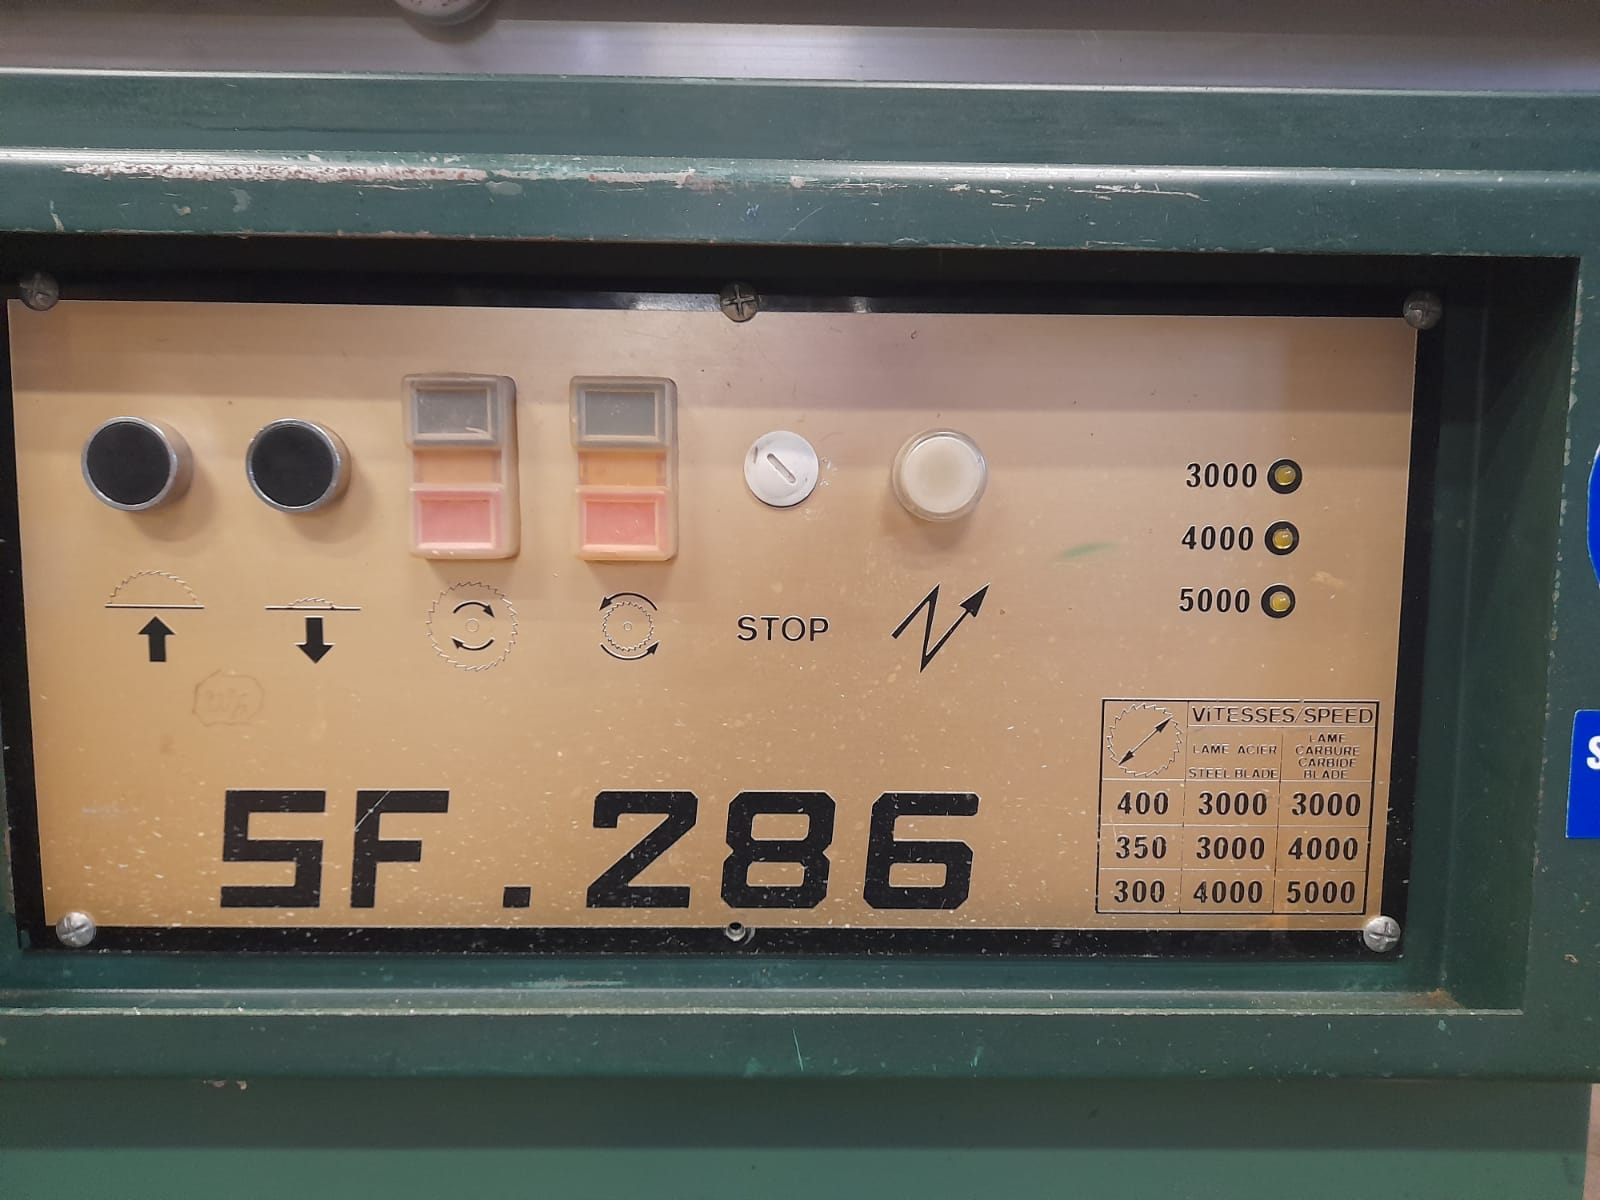 3000
4000
5000
STOP
ViTESSES/SPEED
LAME ACIER
STEEL BLADE
LAME
CARBURE
CARBIDE
BLADE
400 3000 3000
350 3000 4000
300 4000 5000
SF.286
S